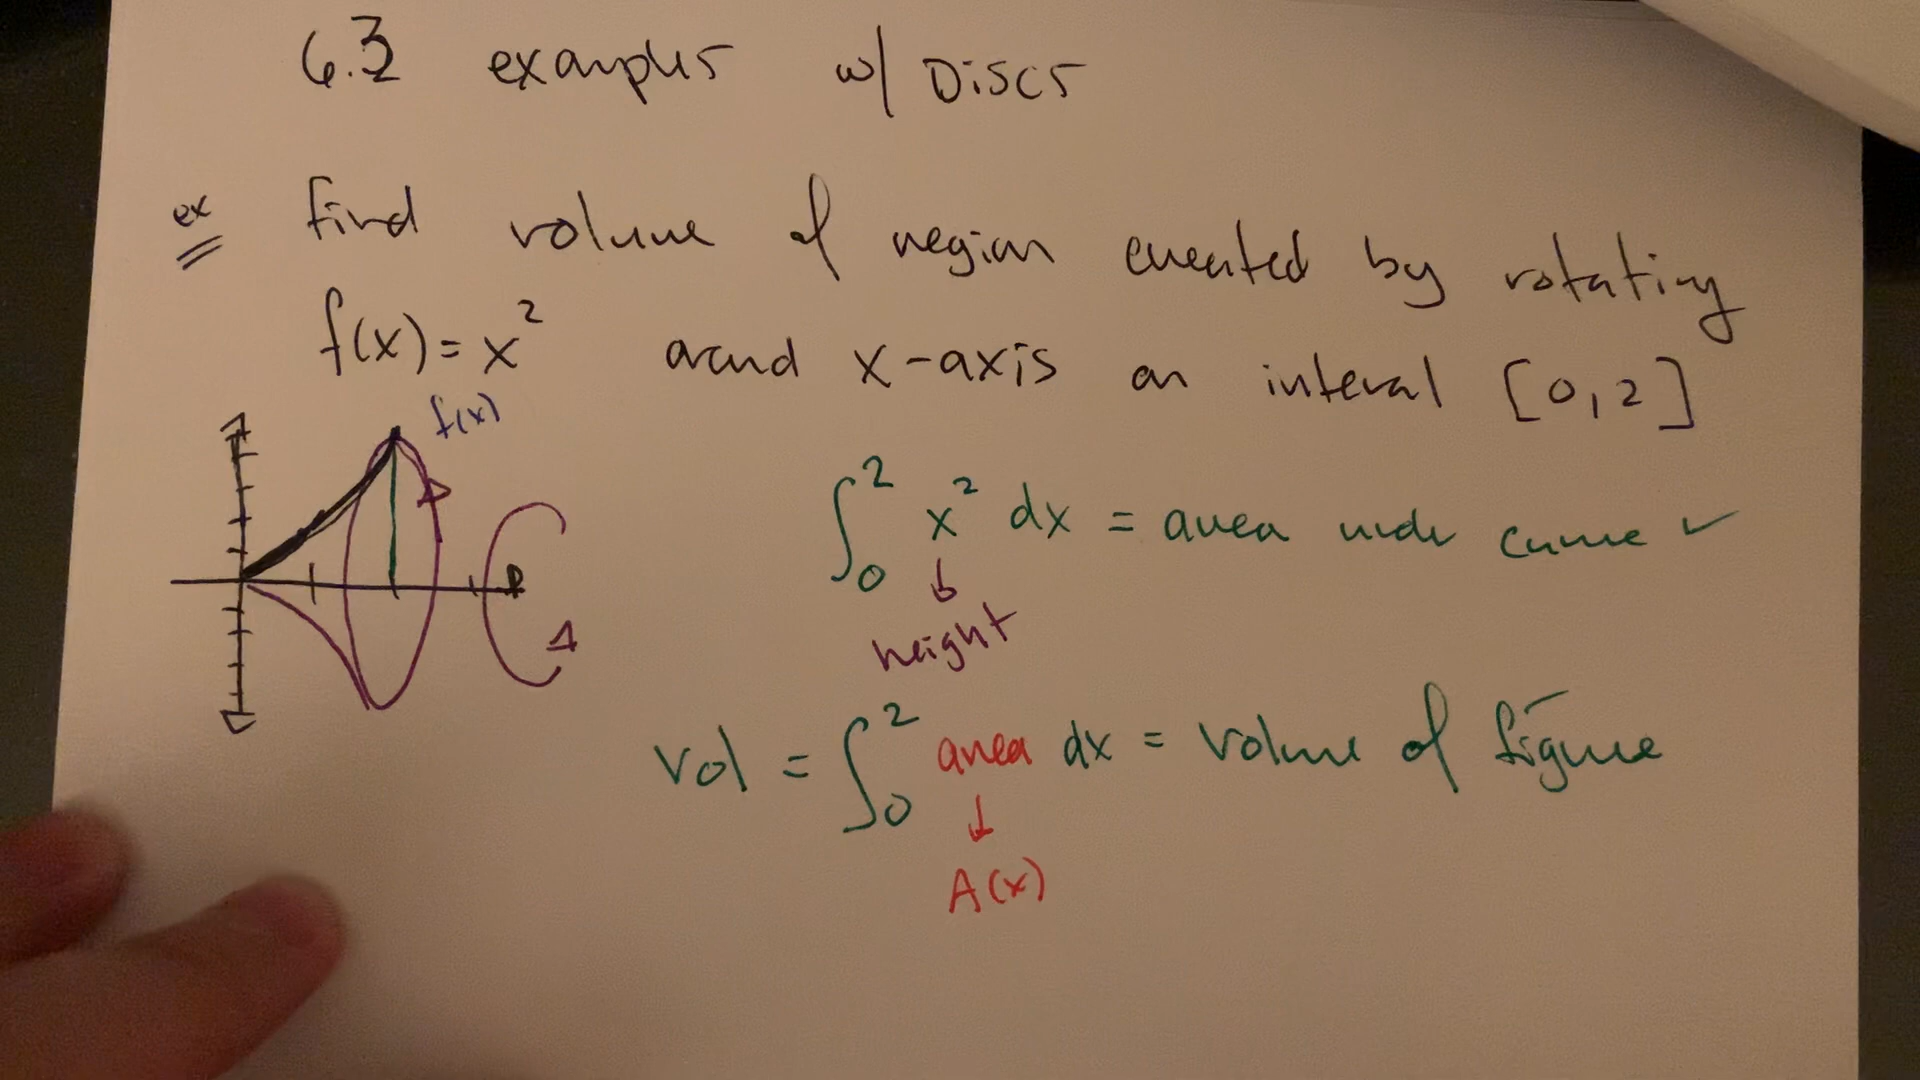 6.3 examples w/ Discs
ex find volume of region created by rotating
f(x) = x² around x-axis on interval [0,2]
f(x)
∫₀² x² dx = area under curve ✓
↓
height
Vol = ∫₀² area dx = Volume of figure
↓
A(x)